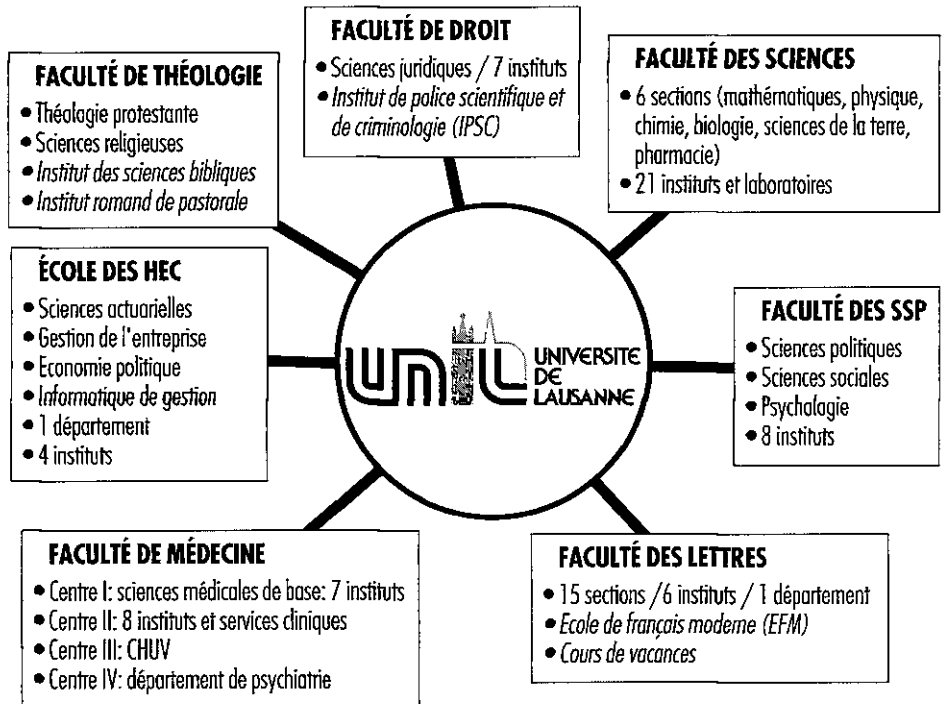 FACULTÉ DE DROIT
• Sciences juridiques / 7 instituts
• Institut de police scientifique et
de criminologie (IPSC)
FACULTÉ DE THÉOLOGIE
• Théologie protestante
• Sciences religieuses
• Institut des sciences bibliques
• Institut romand de pastorale
FACULTÉ DES SCIENCES
• 6 sections (mathématiques, physique,
chimie, biologie, sciences de la terre,
pharmacie)
• 21 instituts et laboratoires
ÉCOLE DES HEC
• Sciences actuarielles
• Gestion de l'entreprise
• Economie politique
• Informatique de gestion
• 1 département
• 4 instituts
unil
UNIVERSITE
DE
LAUSANNE
FACULTÉ DES SSP
• Sciences politiques
• Sciences sociales
• Psychologie
• 8 instituts
FACULTÉ DE MÉDECINE
• Centre I: sciences médicales de base: 7 instituts
• Centre II: 8 instituts et services cliniques
• Centre III: CHUV
• Centre IV: département de psychiatrie
FACULTÉ DES LETTRES
• 15 sections /6 instituts / 1 département
• Ecole de français moderne (EFM)
• Cours de vacances